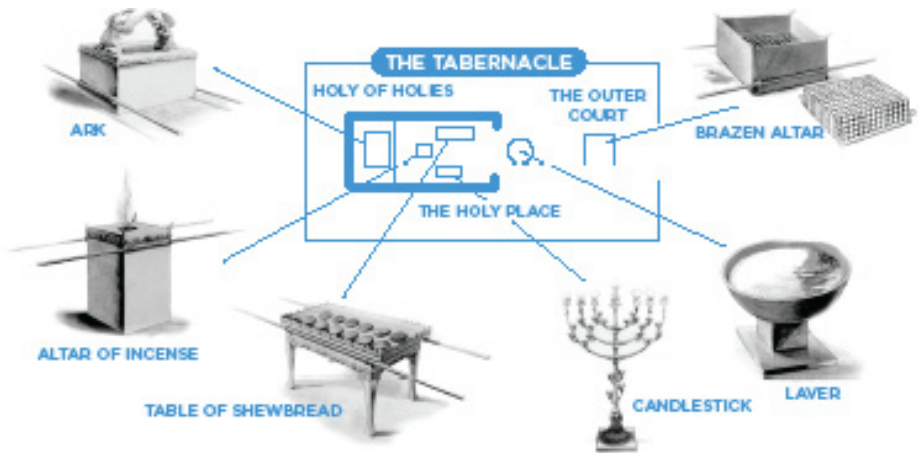 THE TABERNACLE
HOLY OF HOLIES
THE OUTER
COURT
ARK
BRAZEN ALTAR
THE HOLY PLACE
ALTAR OF INCENSE
TABLE OF SHEWBREAD
CANDLESTICK
LAVER